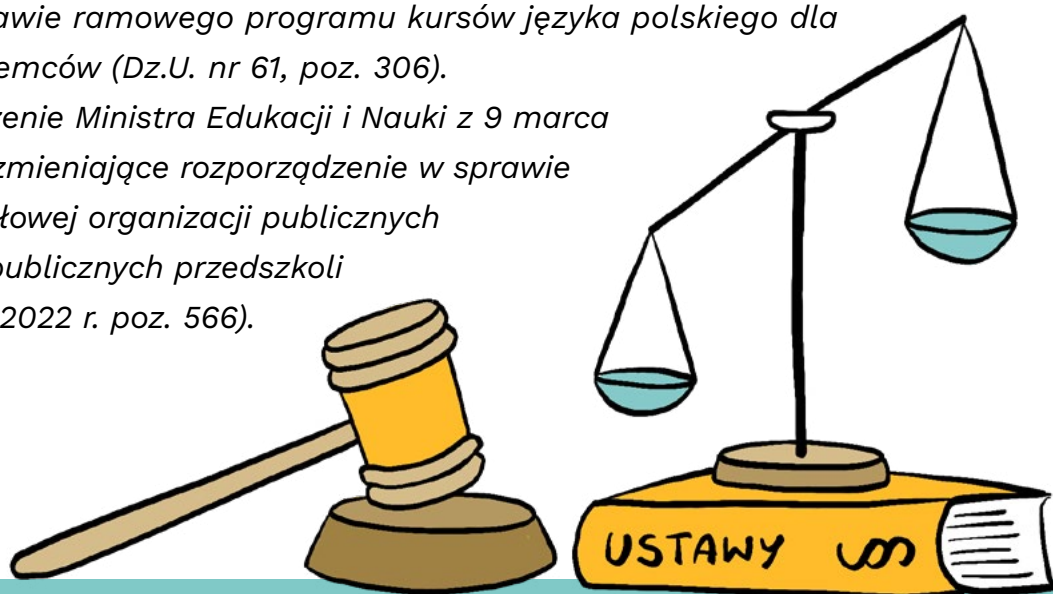 awie ramowego programu kursów języka polskiego dla
emców (Dz.U. nr 61, poz. 306).
zenie Ministra Edukacji i Nauki z 9 marca
zmieniające rozporządzenie w sprawie
łowej organizacji publicznych
publicznych przedszkoli
2022 r. poz. 566).
USTAWY §